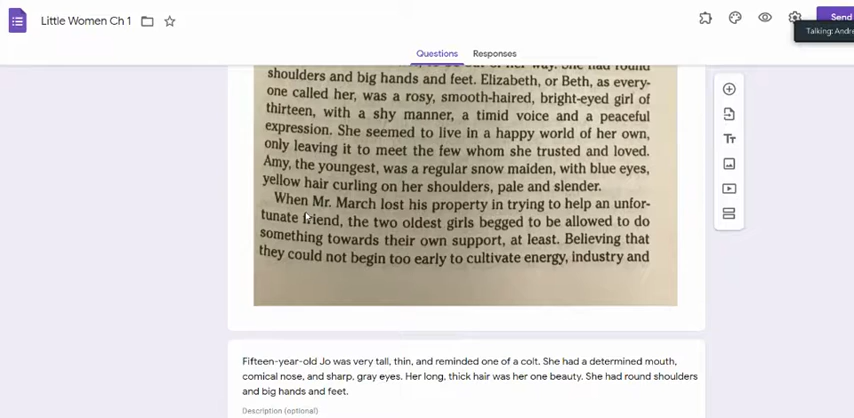 Little Women Ch 1
Send
Talking: Andre
Questions Responses
of her way. She had round
shoulders and big hands and feet. Elizabeth, or Beth, as every-
one called her, was a rosy, smooth-haired, bright-eyed girl of
thirteen, with a shy manner, a timid voice and a peaceful
expression. She seemed to live in a happy world of her own,
only leaving it to meet the few whom she trusted and loved.
Amy, the youngest, was a regular snow maiden, with blue eyes,
yellow hair curling on her shoulders, pale and slender.
When Mr. March lost his property in trying to help an unfor-
tunate friend, the two oldest girls begged to be allowed to do
something towards their own support, at least. Believing that
they could not begin too early to cultivate energy, industry and
Fifteen-year-old Jo was very tall, thin, and reminded one of a colt. She had a determined mouth,
comical nose, and sharp, gray eyes. Her long, thick hair was her one beauty. She had round shoulders
and big hands and feet.
Description (optional)